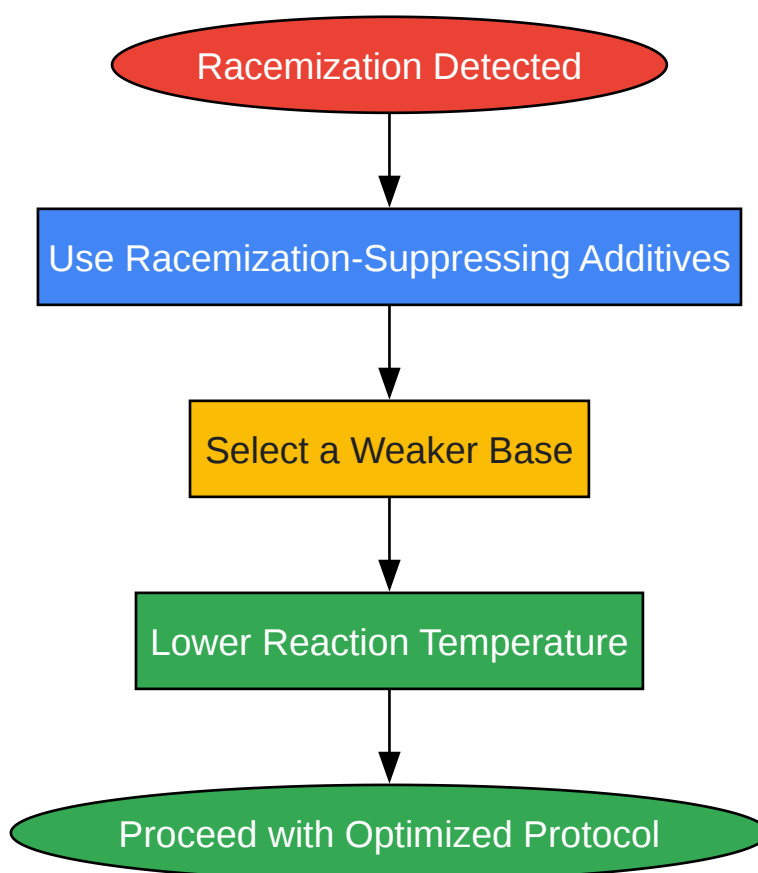 Racemization Detected
Use Racemization-Suppressing Additives
Select a Weaker Base
Lower Reaction Temperature
Proceed with Optimized Protocol